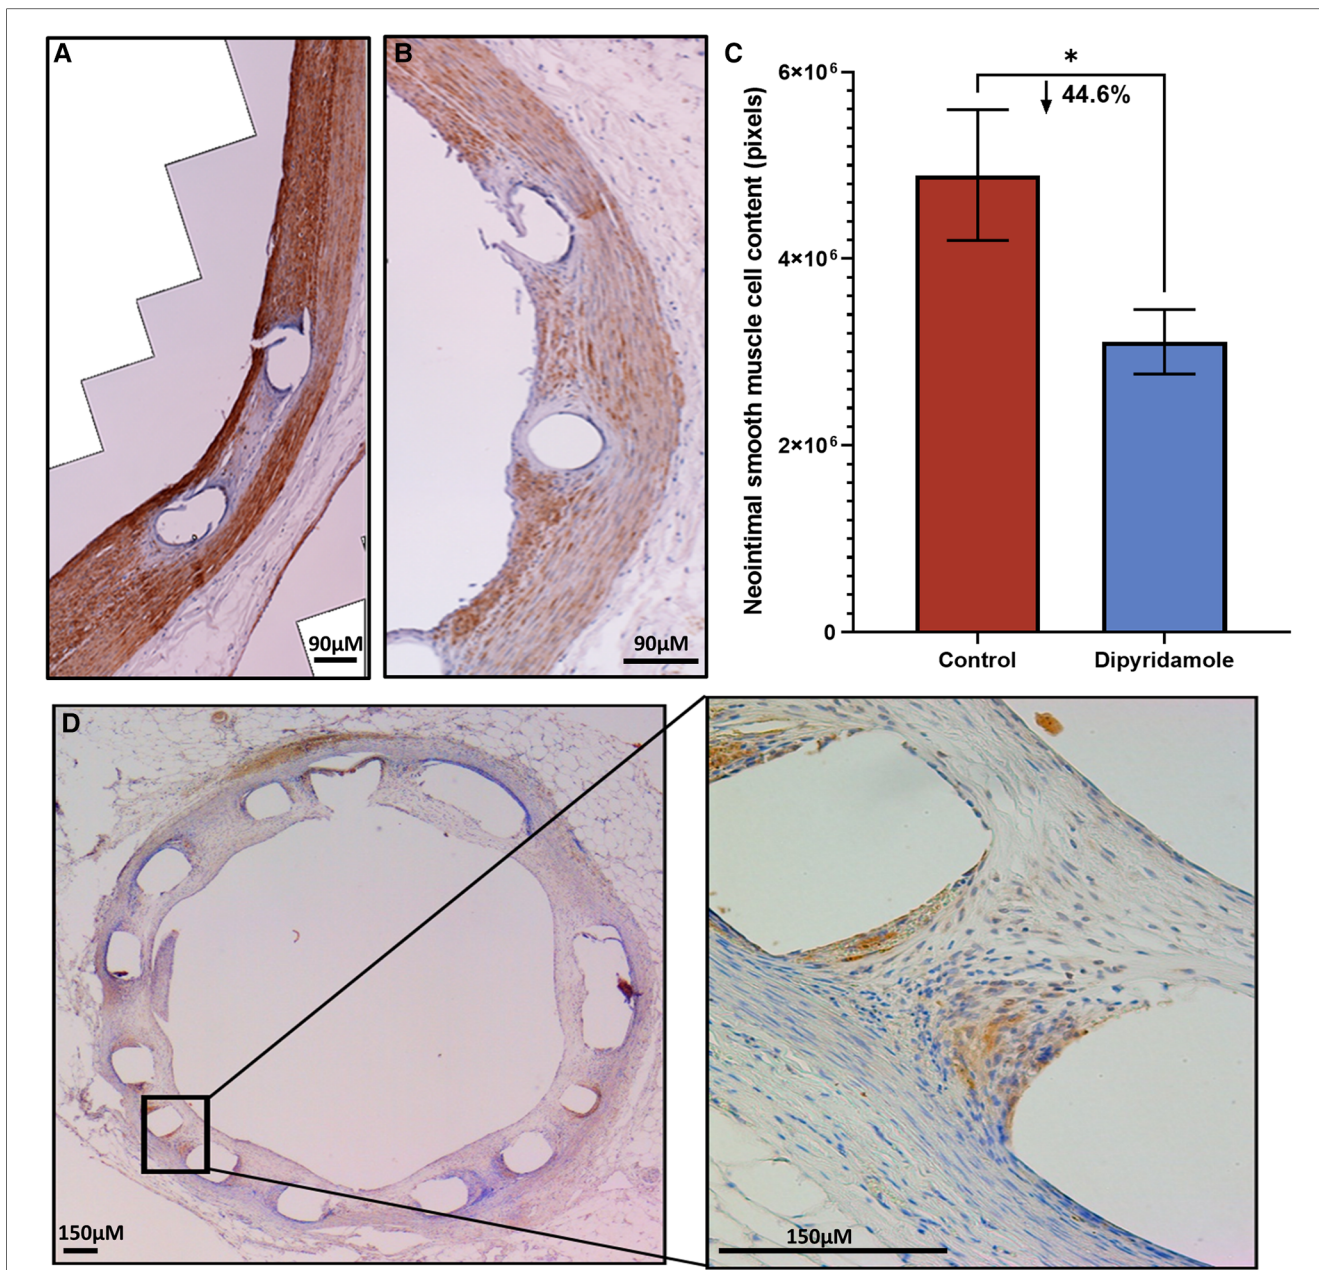 A
90µM
B
90µM
C
Neointimal smooth muscle cell content (pixels)
6×10⁶
4×10⁶
2×10⁶
0
*
↓ 44.6%
Control
Dipyridamole
D
150µM
150µM